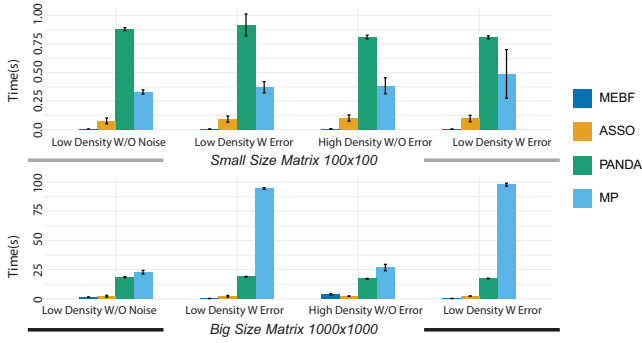 1.00
0.75
0.50
0.25
0.0
Time(s)
Low Density W/O Noise
Low Density W Error
High Density W/O Error
Low Density W Error
Small Size Matrix 100x100
100
75
50
25
0
Time(s)
Low Density W/O Noise
Low Density W Error
High Density W/O Error
Low Density W Error
Big Size Matrix 1000x1000
MEBF
ASSO
PANDA
MP